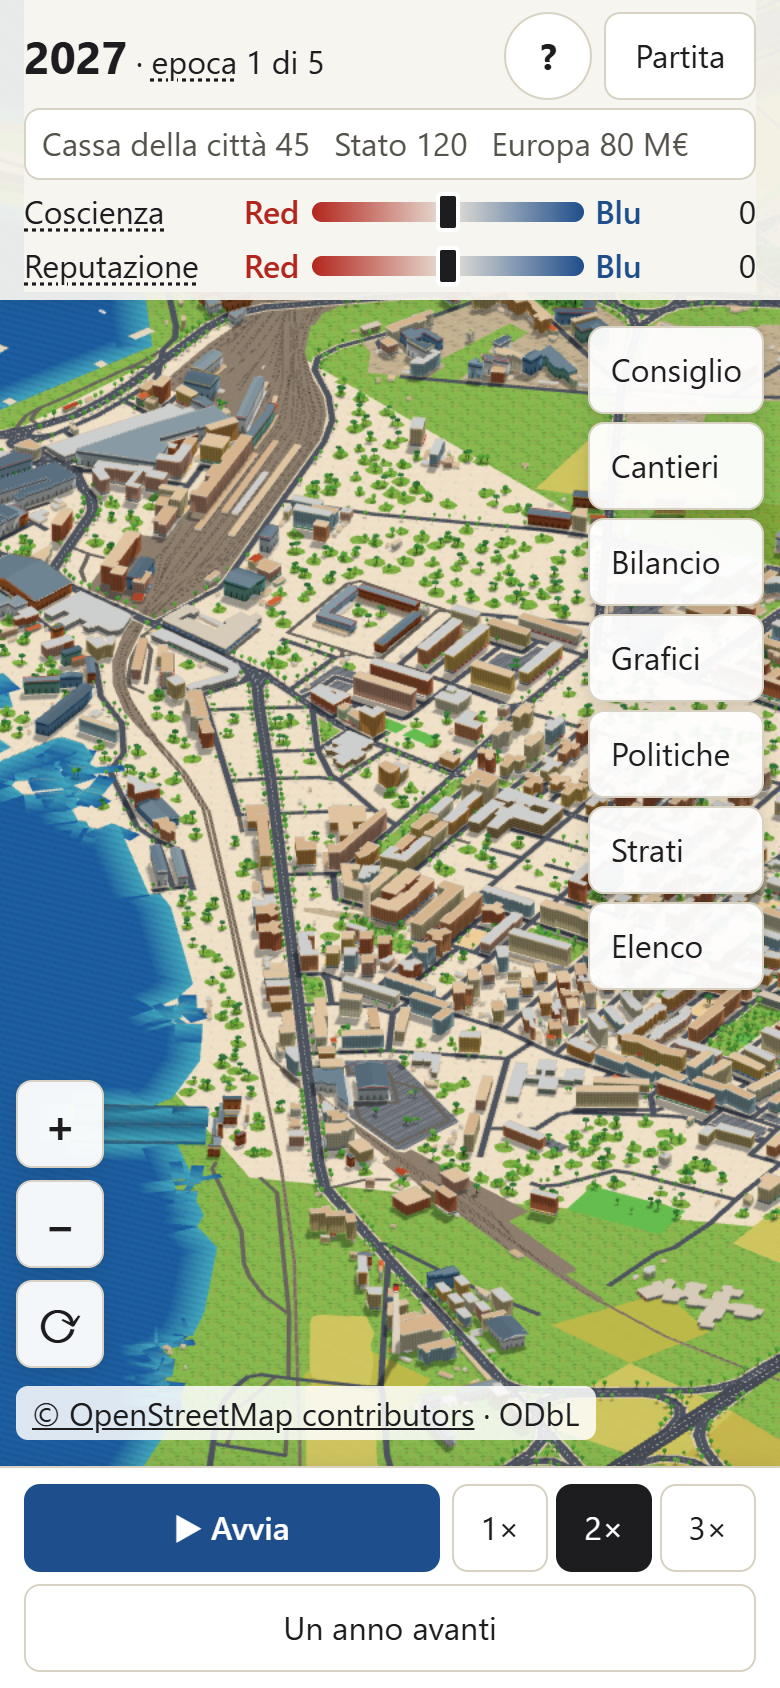 2027 · epoca 1 di 5
?
Partita
Cassa della città 45 Stato 120 Europa 80 M€
Coscienza Red Blu 0
Reputazione Red Blu 0
Consiglio
Cantieri
Bilancio
Grafici
Politiche
Strati
Elenco
+
−
© OpenStreetMap contributors · ODbL
▶ Avvia 1× 2× 3×
Un anno avanti